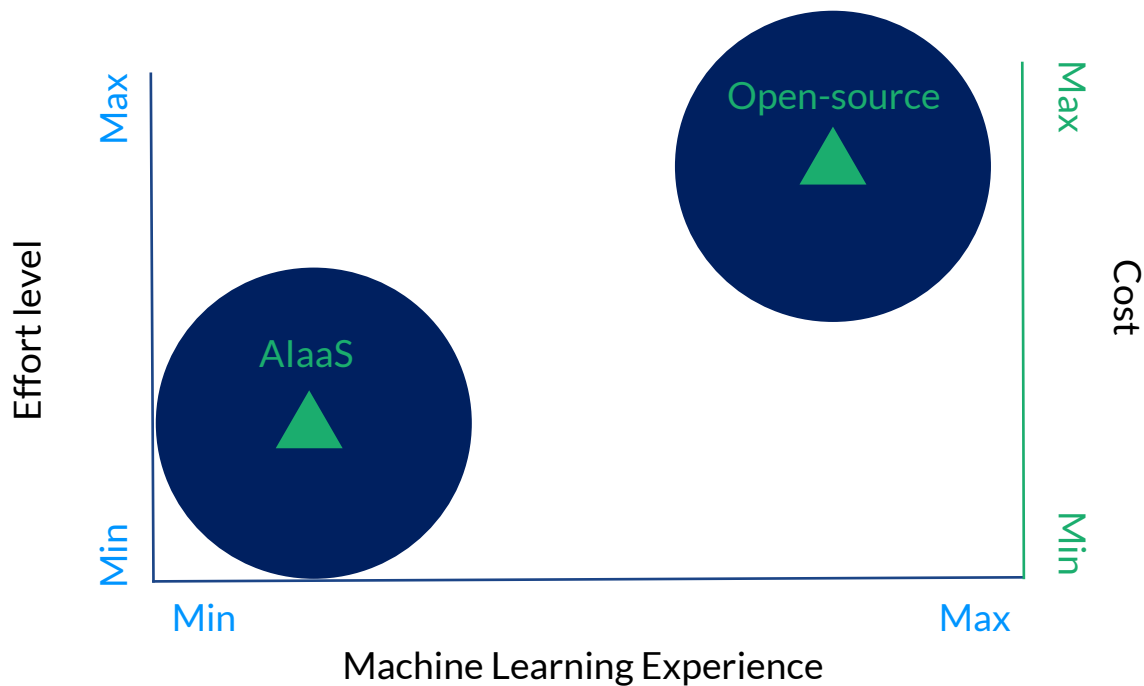 Max
Open-source
Max
Effort level
Cost
AIaaS
Min
Min
Min
Max
Machine Learning Experience